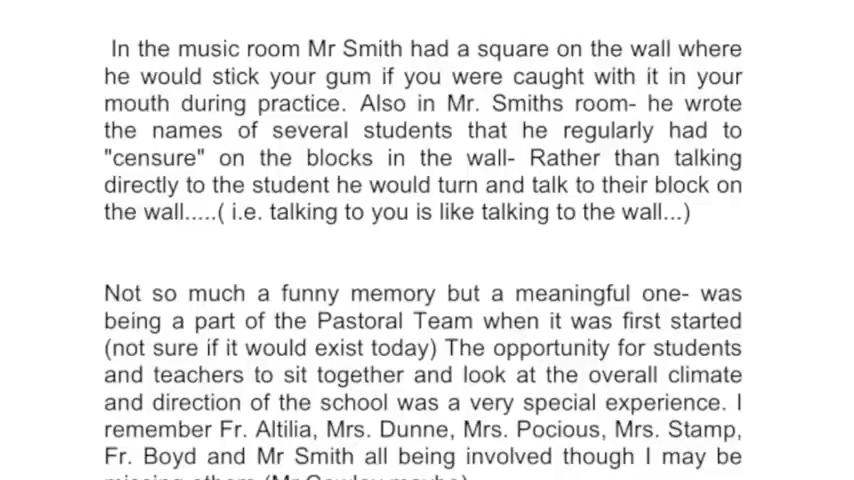 In the music room Mr Smith had a square on the wall where
he would stick your gum if you were caught with it in your
mouth during practice. Also in Mr. Smiths room- he wrote
the names of several students that he regularly had to
"censure" on the blocks in the wall- Rather than talking
directly to the student he would turn and talk to their block on
the wall.....( i.e. talking to you is like talking to the wall...)
Not so much a funny memory but a meaningful one- was
being a part of the Pastoral Team when it was first started
(not sure if it would exist today) The opportunity for students
and teachers to sit together and look at the overall climate
and direction of the school was a very special experience. I
remember Fr. Altilia, Mrs. Dunne, Mrs. Pocious, Mrs. Stamp,
Fr. Boyd and Mr Smith all being involved though I may be
missing others (Mr Cowley maybe)